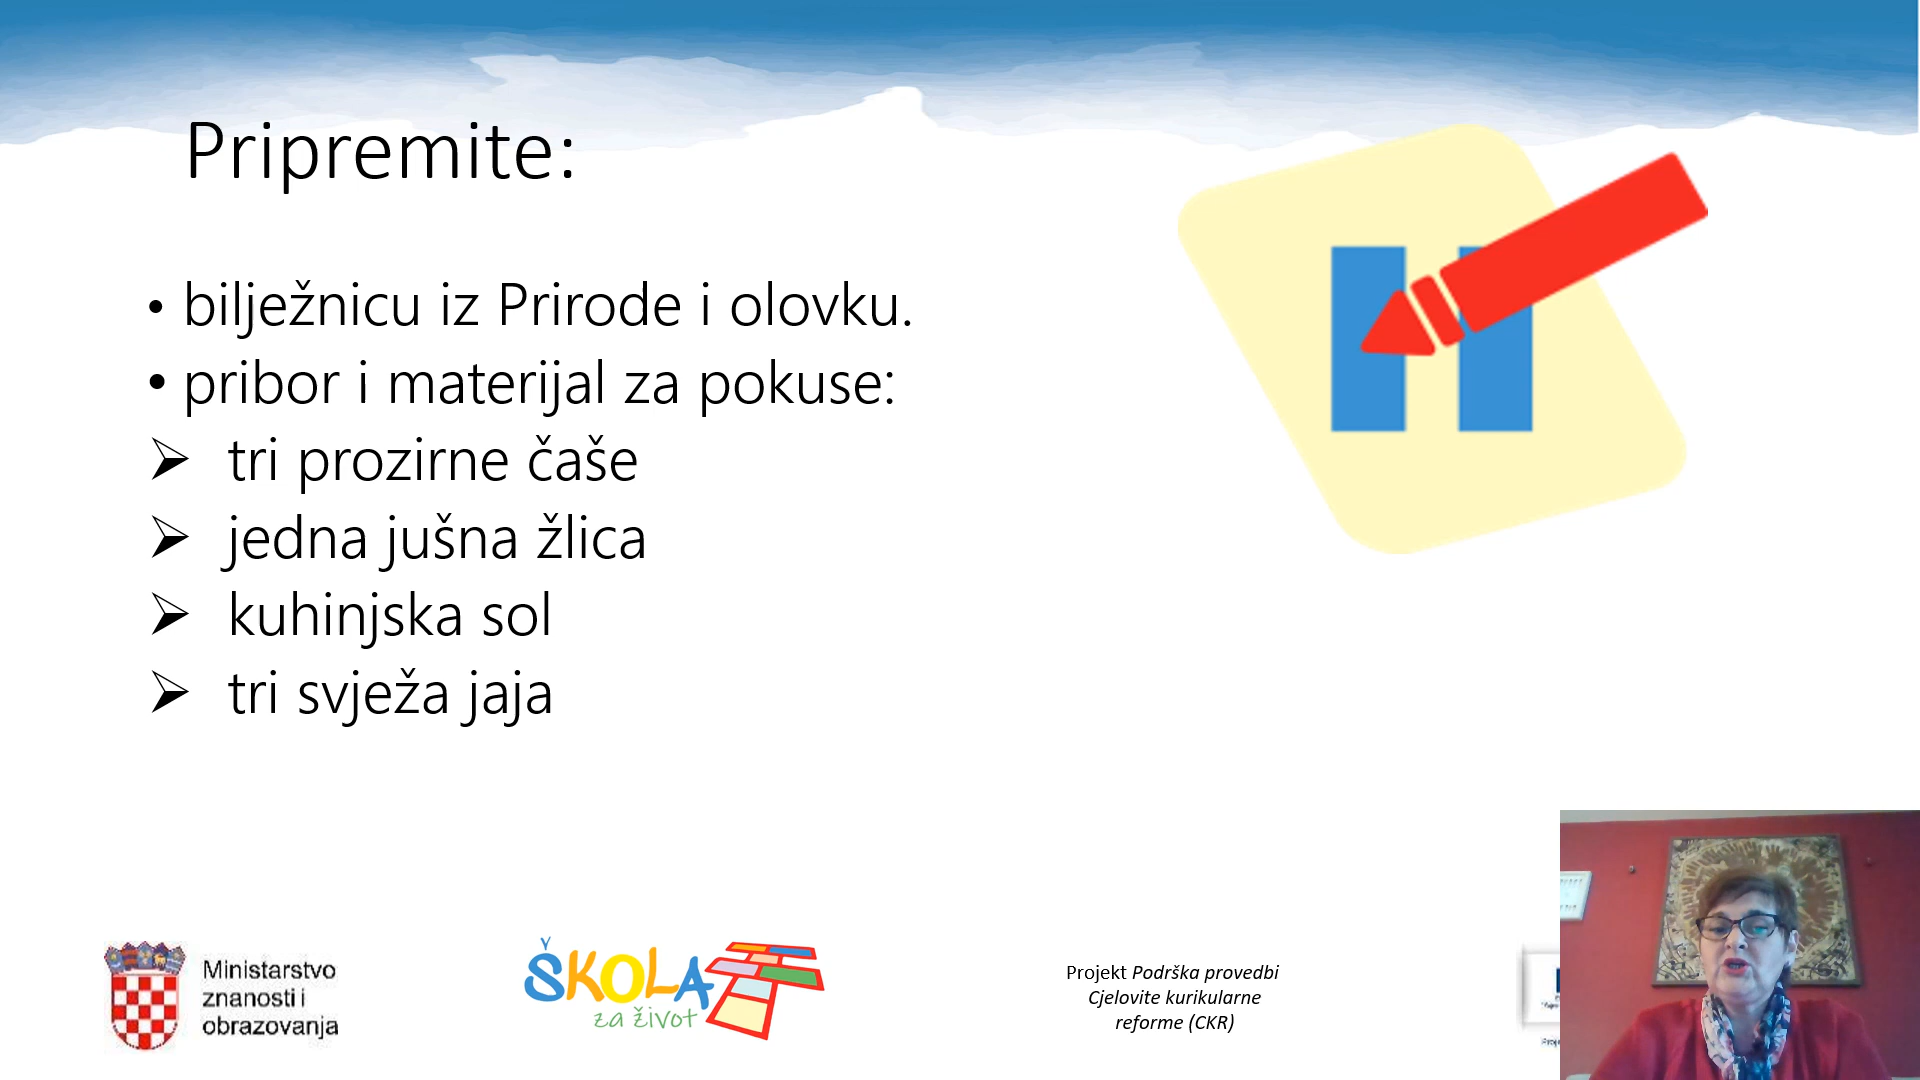 Pripremite:
• bilježnicu iz Prirode i olovku.
• pribor i materijal za pokuse:
➢ tri prozirne čaše
➢ jedna jušna žlica
➢ kuhinjska sol
➢ tri svježa jaja
Ministarstvo
znanosti i
obrazovanja
ŠKOLA
za život
Projekt Podrška provedbi
Cjelovite kurikularne
reforme (CKR)